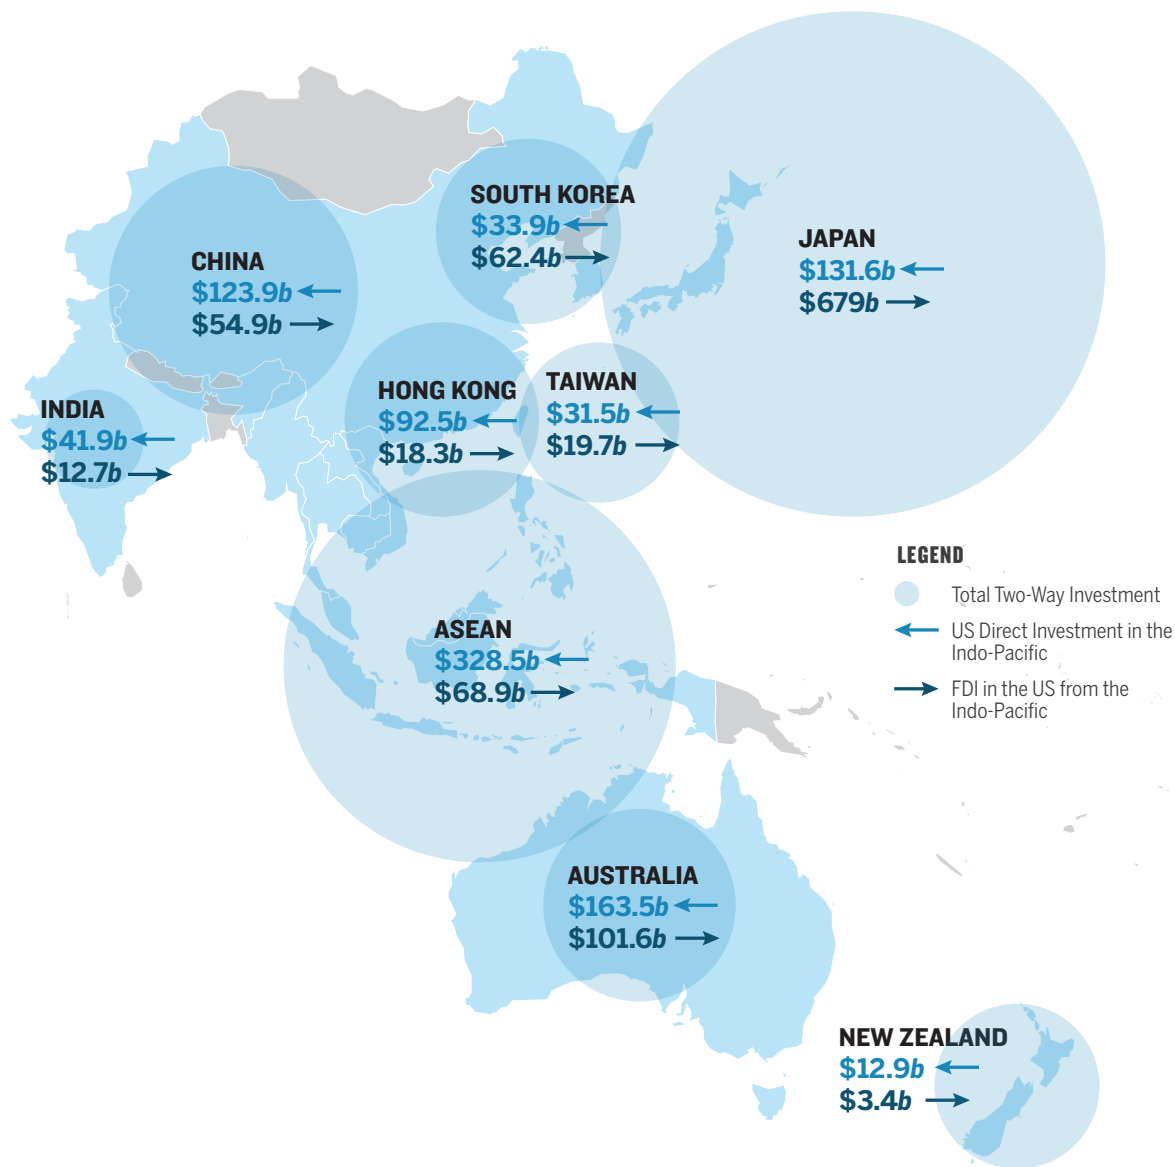 SOUTH KOREA
$33.9b
$62.4b
JAPAN
$131.6b
$679b
CHINA
$123.9b
$54.9b
HONG KONG
$92.5b
$18.3b
TAIWAN
$31.5b
$19.7b
INDIA
$41.9b
$12.7b
LEGEND
Total Two-Way Investment
US Direct Investment in the
Indo-Pacific
FDI in the US from the
Indo-Pacific
ASEAN
$328.5b
$68.9b
AUSTRALIA
$163.5b
$101.6b
NEW ZEALAND
$12.9b
$3.4b